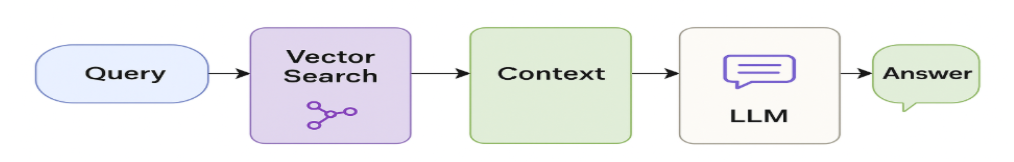 Query
Vector
Search
Context
LLM
Answer